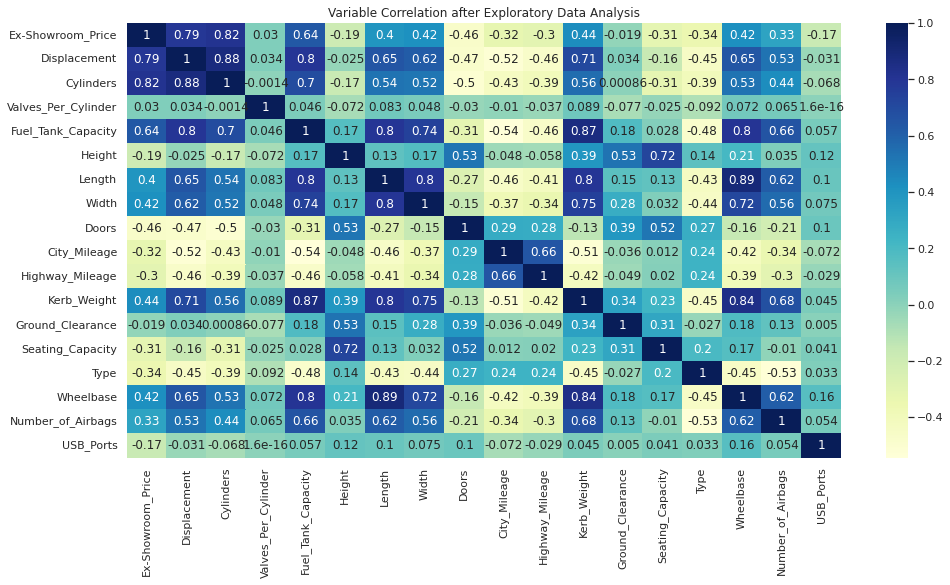 Variable Correlation after Exploratory Data Analysis
Ex-Showroom_Price 1 0.79 0.82 0.03 0.64 -0.19 0.4 0.42 -0.46 -0.32 -0.3 0.44 -0.019 -0.31 -0.34 0.42 0.33 -0.17
Displacement 0.79 1 0.88 0.034 0.8 -0.025 0.65 0.62 -0.47 -0.52 -0.46 0.71 0.034 -0.16 -0.45 0.65 0.53 -0.031
Cylinders 0.82 0.88 1 -0.0014 0.7 -0.17 0.54 0.52 -0.5 -0.43 -0.39 0.56 0.00086 -0.31 -0.39 0.53 0.44 -0.068
Valves_Per_Cylinder 0.03 0.034 -0.0014 1 0.046 -0.072 0.083 0.048 -0.03 -0.01 -0.037 0.089 -0.077 -0.025 -0.092 0.072 0.065 1.6e-16
Fuel_Tank_Capacity 0.64 0.8 0.7 0.046 1 0.17 0.8 0.74 -0.31 -0.54 -0.46 0.87 0.18 0.028 -0.48 0.8 0.66 0.057
Height -0.19 -0.025 -0.17 -0.072 0.17 1 0.13 0.17 0.53 -0.048 -0.058 0.39 0.53 0.72 0.14 0.21 0.035 0.12
Length 0.4 0.65 0.54 0.083 0.8 0.13 1 0.8 -0.27 -0.46 -0.41 0.8 0.15 0.13 -0.43 0.89 0.62 0.1
Width 0.42 0.62 0.52 0.048 0.74 0.17 0.8 1 -0.15 -0.37 -0.34 0.75 0.28 0.032 -0.44 0.72 0.56 0.075
Doors -0.46 -0.47 -0.5 -0.03 -0.31 0.53 -0.27 -0.15 1 0.29 0.28 -0.13 0.39 0.52 0.27 -0.16 -0.21 0.1
City_Mileage -0.32 -0.52 -0.43 -0.01 -0.54 -0.048 -0.46 -0.37 0.29 1 0.66 -0.51 -0.036 0.012 0.24 -0.42 -0.34 -0.072
Highway_Mileage -0.3 -0.46 -0.39 -0.037 -0.46 -0.058 -0.41 -0.34 0.28 0.66 1 -0.42 -0.049 0.02 0.24 -0.39 -0.3 -0.029
Kerb_Weight 0.44 0.71 0.56 0.089 0.87 0.39 0.8 0.75 -0.13 -0.51 -0.42 1 0.34 0.23 -0.45 0.84 0.68 0.045
Ground_Clearance -0.019 0.034 0.00086 -0.077 0.18 0.53 0.15 0.28 0.39 -0.036 -0.049 0.34 1 0.31 -0.027 0.18 0.13 0.005
Seating_Capacity -0.31 -0.16 -0.31 -0.025 0.028 0.72 0.13 0.032 0.52 0.012 0.02 0.23 0.31 1 0.2 0.17 -0.01 0.041
Type -0.34 -0.45 -0.39 -0.092 -0.48 0.14 -0.43 -0.44 0.27 0.24 0.24 -0.45 -0.027 0.2 1 -0.45 -0.53 0.033
Wheelbase 0.42 0.65 0.53 0.072 0.8 0.21 0.89 0.72 -0.16 -0.42 -0.39 0.84 0.18 0.17 -0.45 1 0.62 0.16
Number_of_Airbags 0.33 0.53 0.44 0.065 0.66 0.035 0.62 0.56 -0.21 -0.34 -0.3 0.68 0.13 -0.01 -0.53 0.62 1 0.054
USB_Ports -0.17 -0.031 -0.068 1.6e-16 0.057 0.12 0.1 0.075 0.1 -0.072 -0.029 0.045 0.005 0.041 0.033 0.16 0.054 1
Ex-Showroom_Price
Displacement
Cylinders
Valves_Per_Cylinder
Fuel_Tank_Capacity
Height
Length
Width
Doors
City_Mileage
Highway_Mileage
Kerb_Weight
Ground_Clearance
Seating_Capacity
Type
Wheelbase
Number_of_Airbags
USB_Ports
1.0
0.8
0.6
0.4
0.2
0.0
-0.2
-0.4